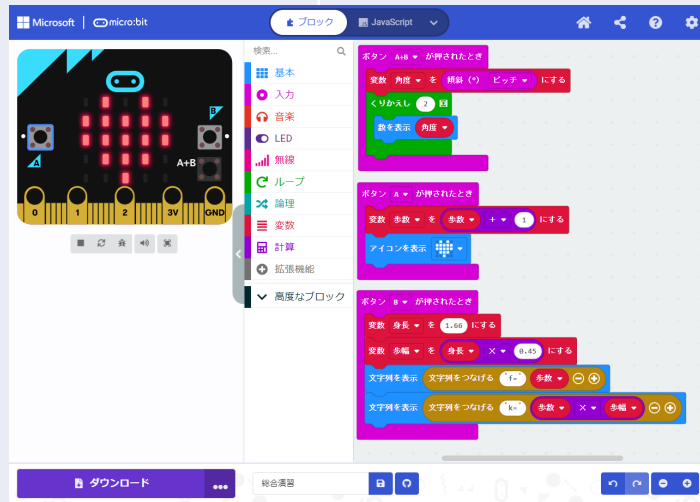 Microsoft micro:bit ブロック JavaScript
検索...
基本
入力
音楽
LED
無線
ループ
論理
変数
計算
拡張機能
高度なブロック
A
B
A+B
0 1 2 3V GND
ボタン A+B が押されたとき
変数 角度 を 傾斜 (°) ピッチ にする
くりかえし 2 回
数を表示 角度
ボタン A が押されたとき
変数 歩数 を 歩数 + 1 にする
アイコンを表示
ボタン B が押されたとき
変数 身長 を 1.66 にする
変数 歩幅 を 身長 × 0.45 にする
文字列を表示 文字列をつなげる "f=" 歩数
文字列を表示 文字列をつなげる "k=" 歩数 × 歩幅
ダウンロード
総合演習